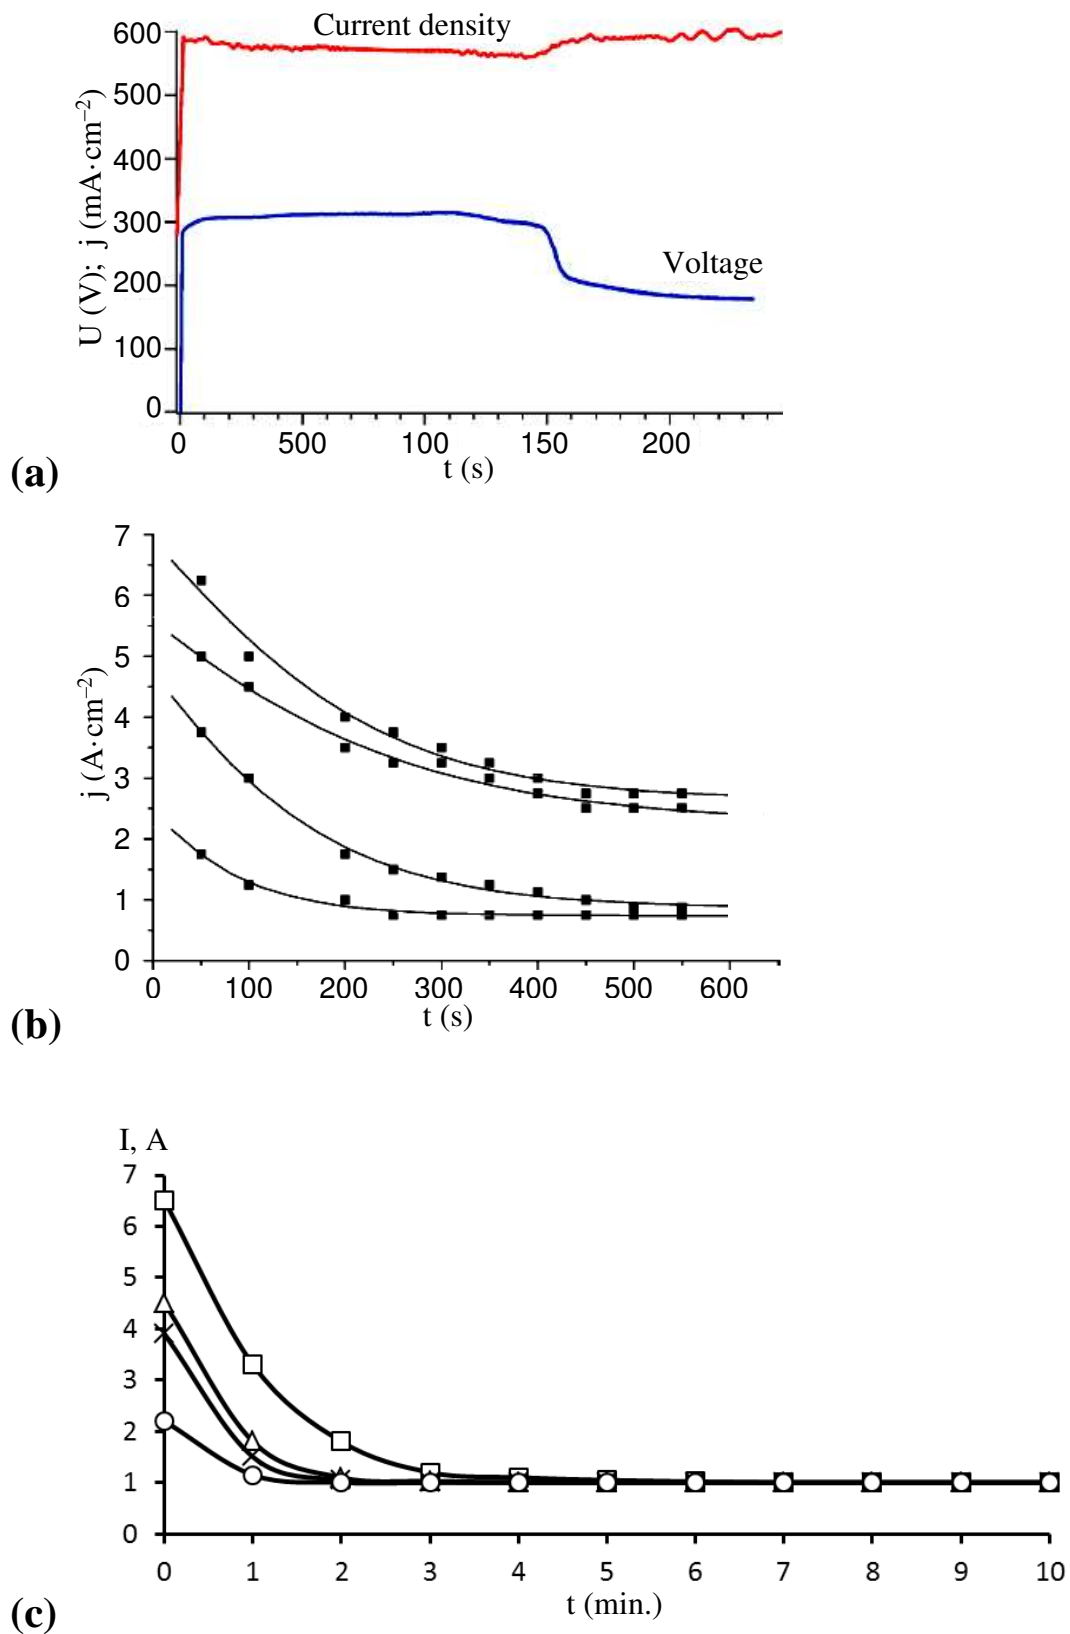 Current density
Voltage
U (V); j (mA·cm⁻²)
600
500
400
300
200
100
0
0 500 100 150 200
t (s)
(a)
j (A·cm⁻²)
7
6
5
4
3
2
1
0
0 100 200 300 400 500 600
t (s)
(b)
I, A
7
6
5
4
3
2
1
0
0 1 2 3 4 5 6 7 8 9 10
t (min.)
(c)